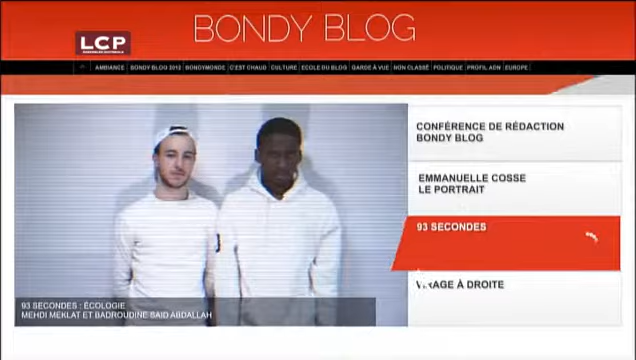 BONDY BLOG
LCP
ASSEMBLÉE NATIONALE
AMBIANCE BONDY BLOG 2012 BONDYMONDE C'EST CHAUD CULTURE ECOLE DU BLOG GARDE À VUE NON CLASSÉ POLITIQUE PROFIL ADN EUROPE
CONFÉRENCE DE RÉDACTION
BONDY BLOG
EMMANUELLE COSSE
LE PORTRAIT
93 SECONDES
À DROITE
93 SECONDES : ÉCOLOGIE
MEHDI MEKLAT ET BADROUDINE SAID ABDALLAH